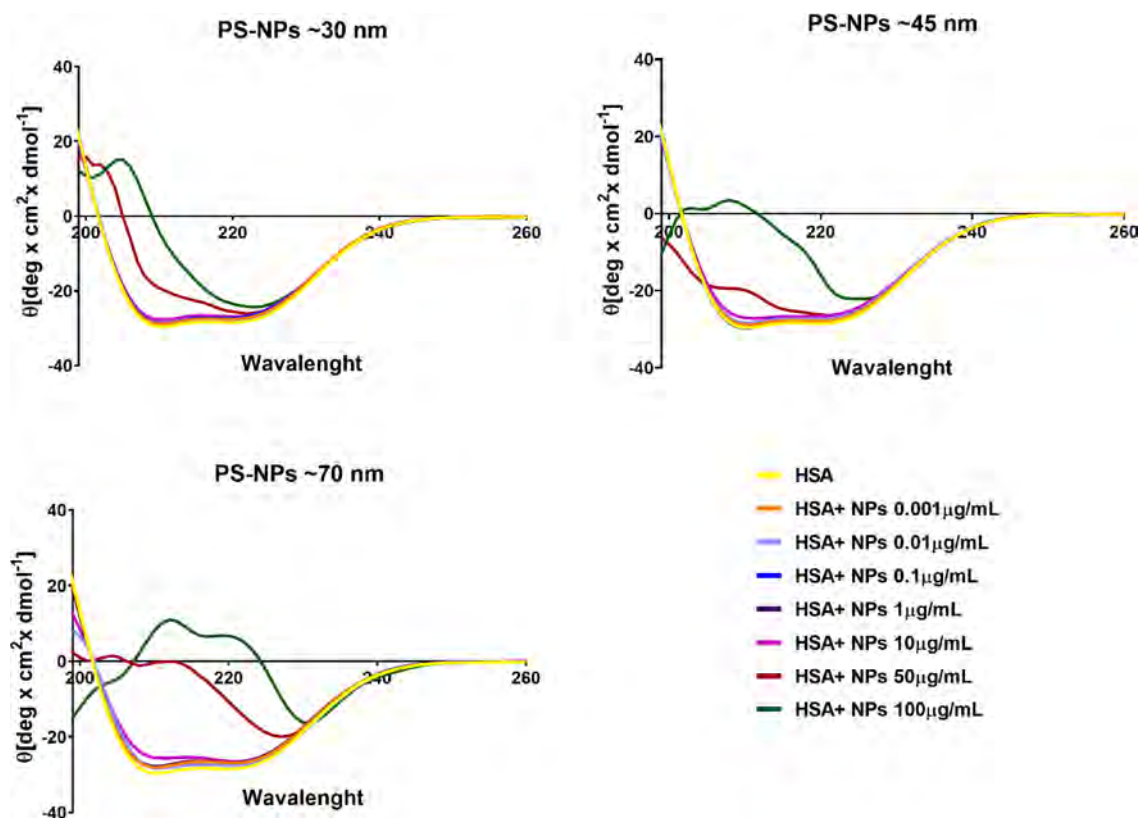 PS-NPs ~30 nm
40
20
0
-20
-40
200
220
240
260
θ[deg x cm²x dmol⁻¹]
Wavalenght
PS-NPs ~45 nm
40
20
0
-20
-40
200
220
240
260
θ[deg x cm²x dmol⁻¹]
Wavalenght
PS-NPs ~70 nm
40
20
0
-20
-40
200
220
240
260
θ[deg x cm²x dmol⁻¹]
Wavalenght
HSA
HSA+ NPs 0.001µg/mL
HSA+ NPs 0.01µg/mL
HSA+ NPs 0.1µg/mL
HSA+ NPs 1µg/mL
HSA+ NPs 10µg/mL
HSA+ NPs 50µg/mL
HSA+ NPs 100µg/mL